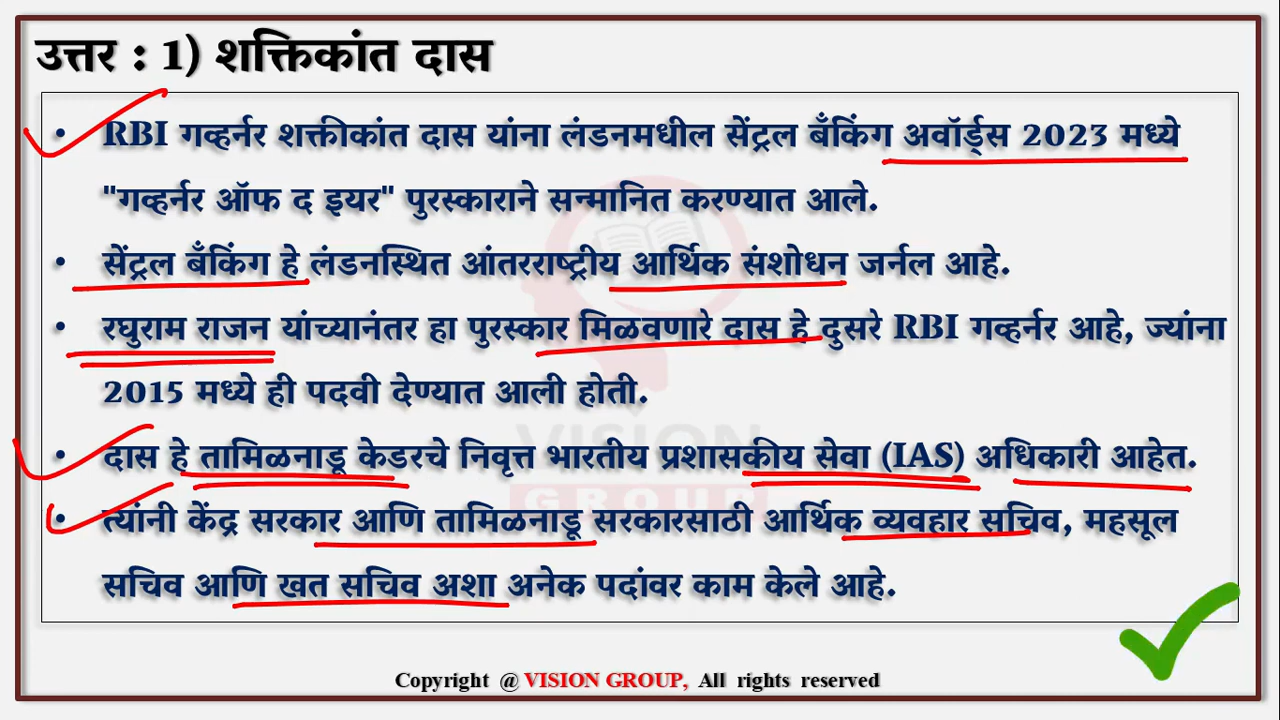 उत्तर : 1) शक्तिकांत दास
• RBI गव्हर्नर शक्तीकांत दास यांना लंडनमधील सेंट्रल बँकिंग अवॉर्ड्स 2023 मध्ये
"गव्हर्नर ऑफ द इयर" पुरस्काराने सन्मानित करण्यात आले.
• सेंट्रल बँकिंग हे लंडनस्थित आंतरराष्ट्रीय आर्थिक संशोधन जर्नल आहे.
• रघुराम राजन यांच्यानंतर हा पुरस्कार मिळवणारे दास हे दुसरे RBI गव्हर्नर आहे, ज्यांना
2015 मध्ये ही पदवी देण्यात आली होती.
• दास हे तामिळनाडू केडरचे निवृत्त भारतीय प्रशासकीय सेवा (IAS) अधिकारी आहेत.
• त्यांनी केंद्र सरकार आणि तामिळनाडू सरकारसाठी आर्थिक व्यवहार सचिव, महसूल
सचिव आणि खत सचिव अशा अनेक पदांवर काम केले आहे.
VISION
GROUP
Copyright @ VISION GROUP, All rights reserved